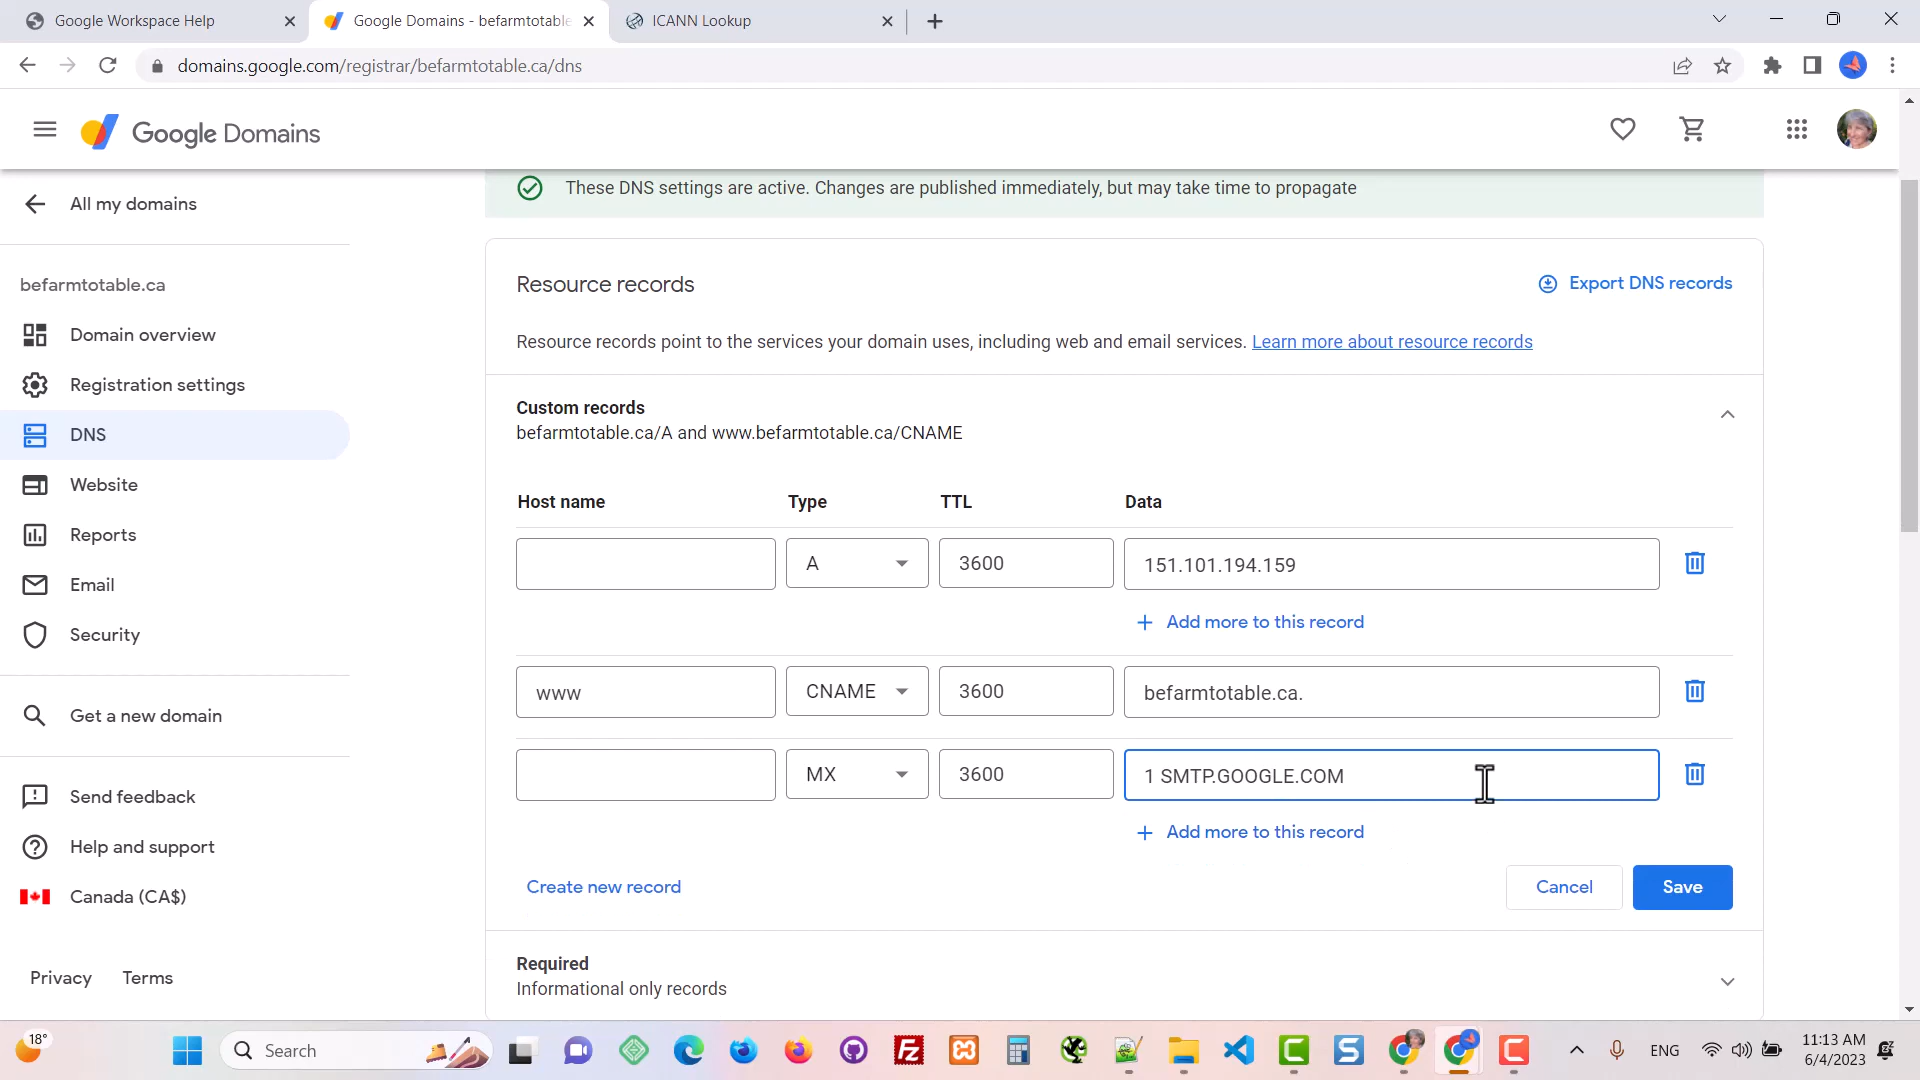 Google Workspace Help
Google Domains - befarmtotable
ICANN Lookup
domains.google.com/registrar/befarmtotable.ca/dns
Google Domains
All my domains
These DNS settings are active. Changes are published immediately, but may take time to propagate
befarmtotable.ca
Domain overview
Registration settings
DNS
Website
Reports
Email
Security
Get a new domain
Send feedback
Help and support
Canada (CA$)
Privacy Terms
Resource records
Export DNS records
Resource records point to the services your domain uses, including web and email services. Learn more about resource records
Custom records
befarmtotable.ca/A and www.befarmtotable.ca/CNAME
Host name Type TTL Data
A 3600 151.101.194.159
+ Add more to this record
www CNAME 3600 befarmtotable.ca.
MX 3600 1 SMTP.GOOGLE.COM
+ Add more to this record
Create new record
Cancel Save
Required
Informational only records
18°
Search
ENG
11:13 AM
6/4/2023